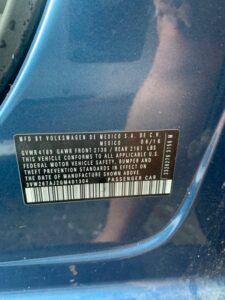 MFD. BY VOLKSWAGEN DE MEXICO S.A. DE C.V.
MEXICO 06/16
GVWR 4189 GAWR FRONT 2138 / REAR 2161 LBS
THIS VEHICLE CONFORMS TO ALL APPLICABLE U.S.
FEDERAL MOTOR VEHICLE SAFETY, BUMPER AND
THEFT PREVENTION STANDARDS IN EFFECT ON THE
DATE OF MANUFACTURE SHOWN ABOVE.
PASSENGER CAR